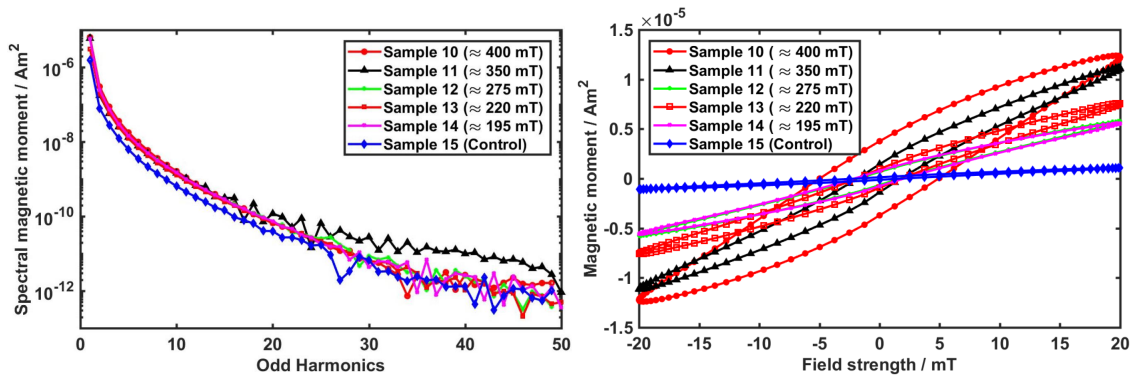 Spectral magnetic moment / Am²
10⁻⁶
10⁻⁸
10⁻¹⁰
10⁻¹²
Sample 10 (≈ 400 mT)
Sample 11 (≈ 350 mT)
Sample 12 (≈ 275 mT)
Sample 13 (≈ 220 mT)
Sample 14 (≈ 195 mT)
Sample 15 (Control)
0 10 20 30 40 50
Odd Harmonics
×10⁻⁵
Magnetic moment / Am²
1.5
1
0.5
0
-0.5
-1
-1.5
Sample 10 ( ≈ 400 mT)
Sample 11 ( ≈ 350 mT)
Sample 12 ( ≈ 275 mT)
Sample 13 ( ≈ 220 mT)
Sample 14 ( ≈ 195 mT)
Sample 15 (Control)
-20 -15 -10 -5 0 5 10 15 20
Field strength / mT